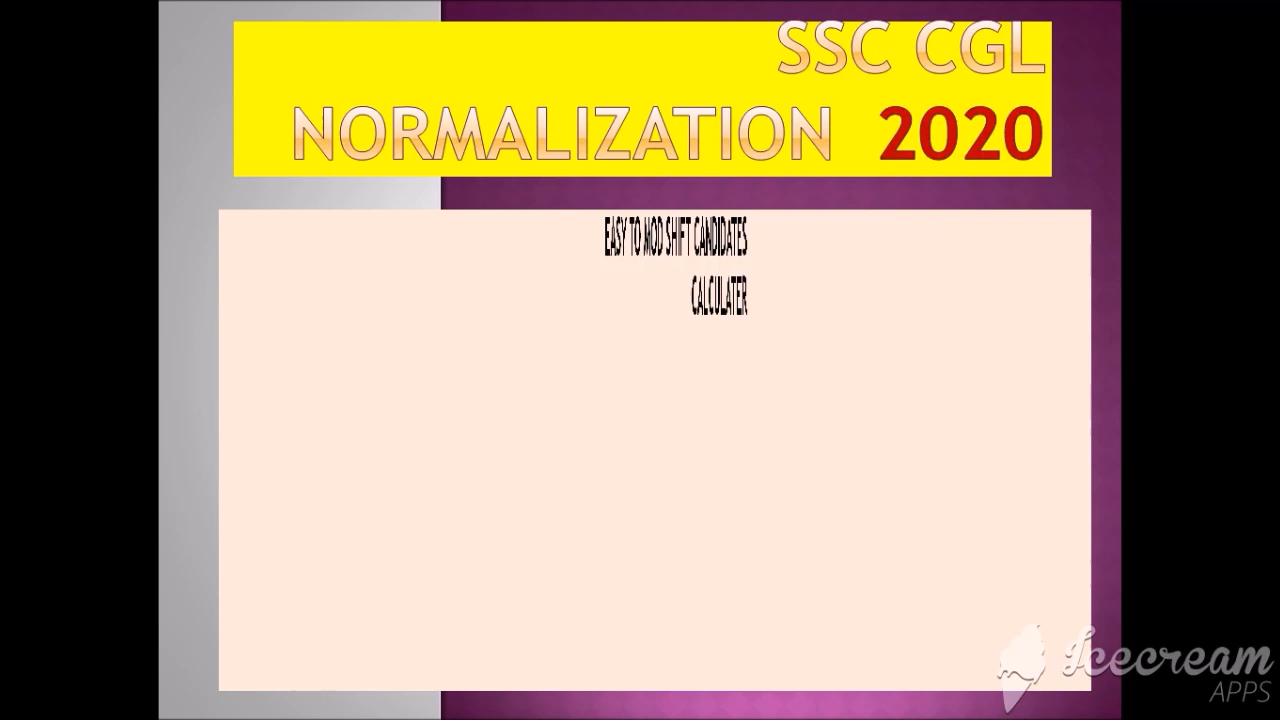 SSC CGL
NORMALIZATION 2020
EASY TO MOD SHIFT CANDIDATES
CALCULATER
Icecream
APPS